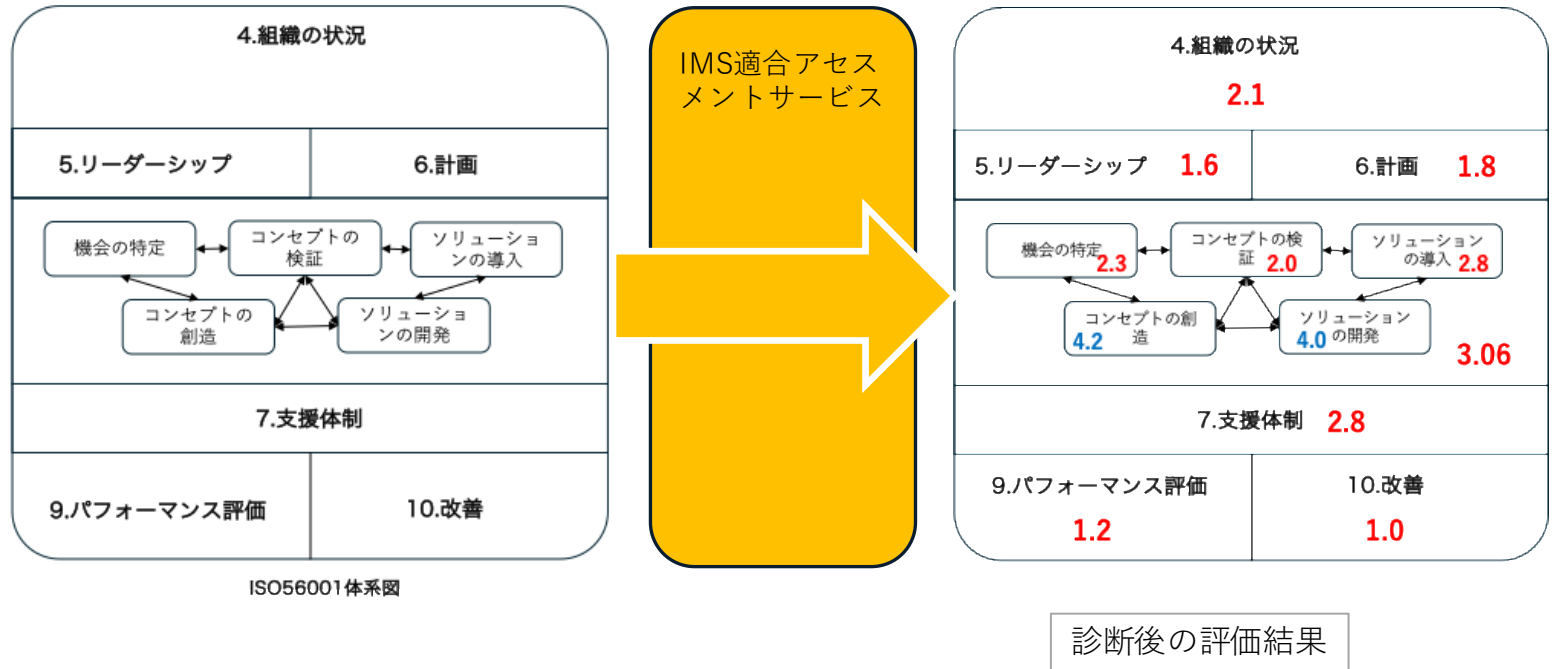 4.組織の状況
5.リーダーシップ
6.計画
機会の特定
コンセプトの
検証
ソリューショ
ンの導入
コンセプトの
創造
ソリューショ
ンの開発
7.支援体制
9.パフォーマンス評価
10.改善
ISO56001体系図
IMS適合アセス
メントサービス
4.組織の状況
2.1
5.リーダーシップ 1.6
6.計画 1.8
機会の特定
2.3
コンセプトの検
証 2.0
ソリューション
の導入 2.8
コンセプトの創
4.2 造
ソリューション
4.0 の開発
3.06
7.支援体制 2.8
9.パフォーマンス評価
1.2
10.改善
1.0
診断後の評価結果